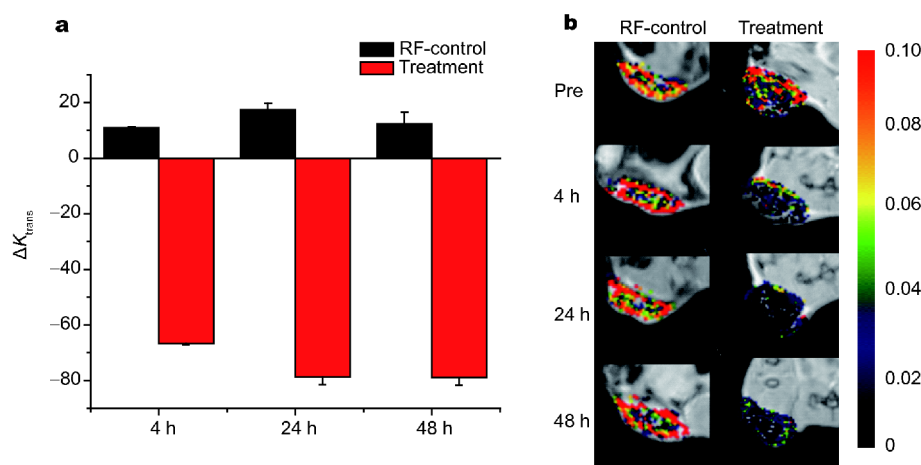 a
RF-control
Treatment
20
0
−20
−40
−60
−80
ΔKtrans
4 h
24 h
48 h
b
RF-control
Treatment
Pre
4 h
24 h
48 h
0.10
0.08
0.06
0.04
0.02
0